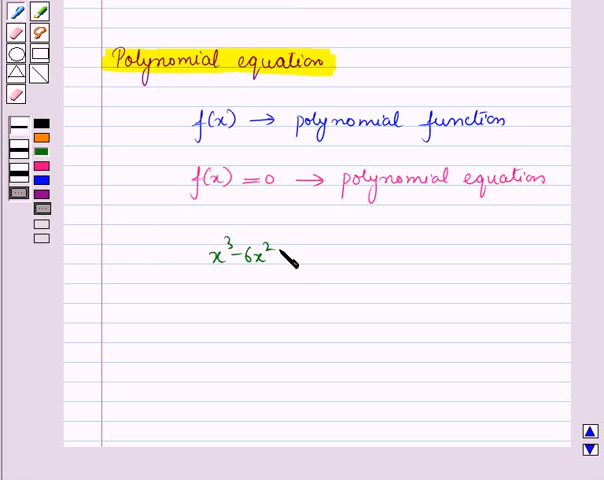 Polynomial equation
f(x) → polynomial function
f(x) = 0 → polynomial equation
x³ - 6x²